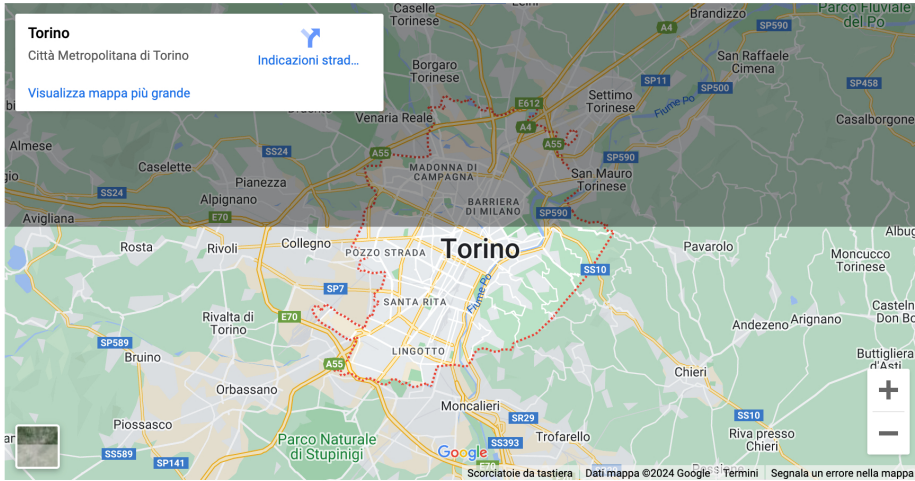 Torino
Città Metropolitana di Torino
Indicazioni strad...
Visualizza mappa più grande
Caselle
Torinese
Brandizzo
Parco Fluviale
del Po
A4
SP590
Borgaro
Torinese
San Raffaele
Cimena
SP11
SP500
SP458
Settimo
Torinese
Fiume Po
E612
Venaria Reale
A4
Casalborgone
Almese
SS24
A55
A55
SP590
Caselette
MADONNA DI
CAMPAGNA
San Mauro
Torinese
Pianezza
SS24
Alpignano
BARRIERA
DI MILANO
SP590
Avigliana
E70
Rosta
Rivoli
Collegno
POZZO STRADA
Torino
Pavarolo
Moncucco
Torinese
SS10
SP7
SANTA RITA
Fiume Po
Rivalta di
Torino
E70
Andezeno
Arignano
SP589
Bruino
LINGOTTO
A55
Buttigliera
d'Asti
Chieri
Orbassano
Moncalieri
SR29
SS10
Piossasco
Parco Naturale
di Stupinigi
Trofarello
Riva presso
Chieri
SS589
SP141
Google
SS393
E70
Scorciatoie da tastiera
Dati mappa ©2024 Google
Termini
Segnala un errore nella mappa